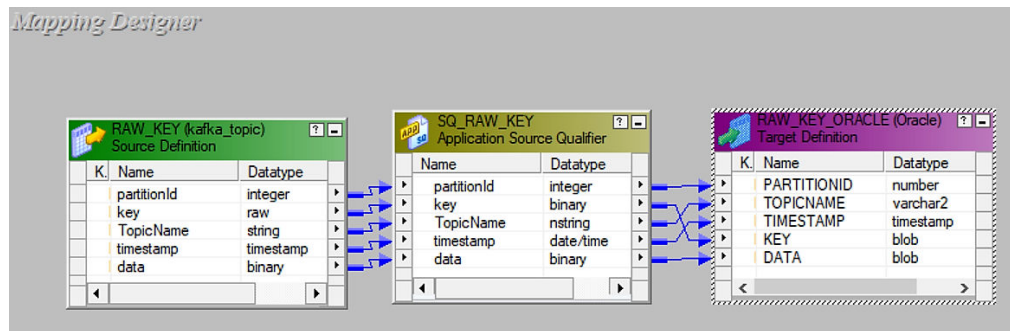 Mapping Designer
RAW_KEY (kafka_topic)
Source Definition
K. Name Datatype
partitionId integer
key raw
TopicName string
timestamp timestamp
data binary
SQ_RAW_KEY
Application Source Qualifier
Name Datatype
partitionId integer
key binary
TopicName nstring
timestamp date/time
data binary
RAW_KEY_ORACLE (Oracle)
Target Definition
K. Name Datatype
PARTITIONID number
TOPICNAME varchar2
TIMESTAMP timestamp
KEY blob
DATA blob